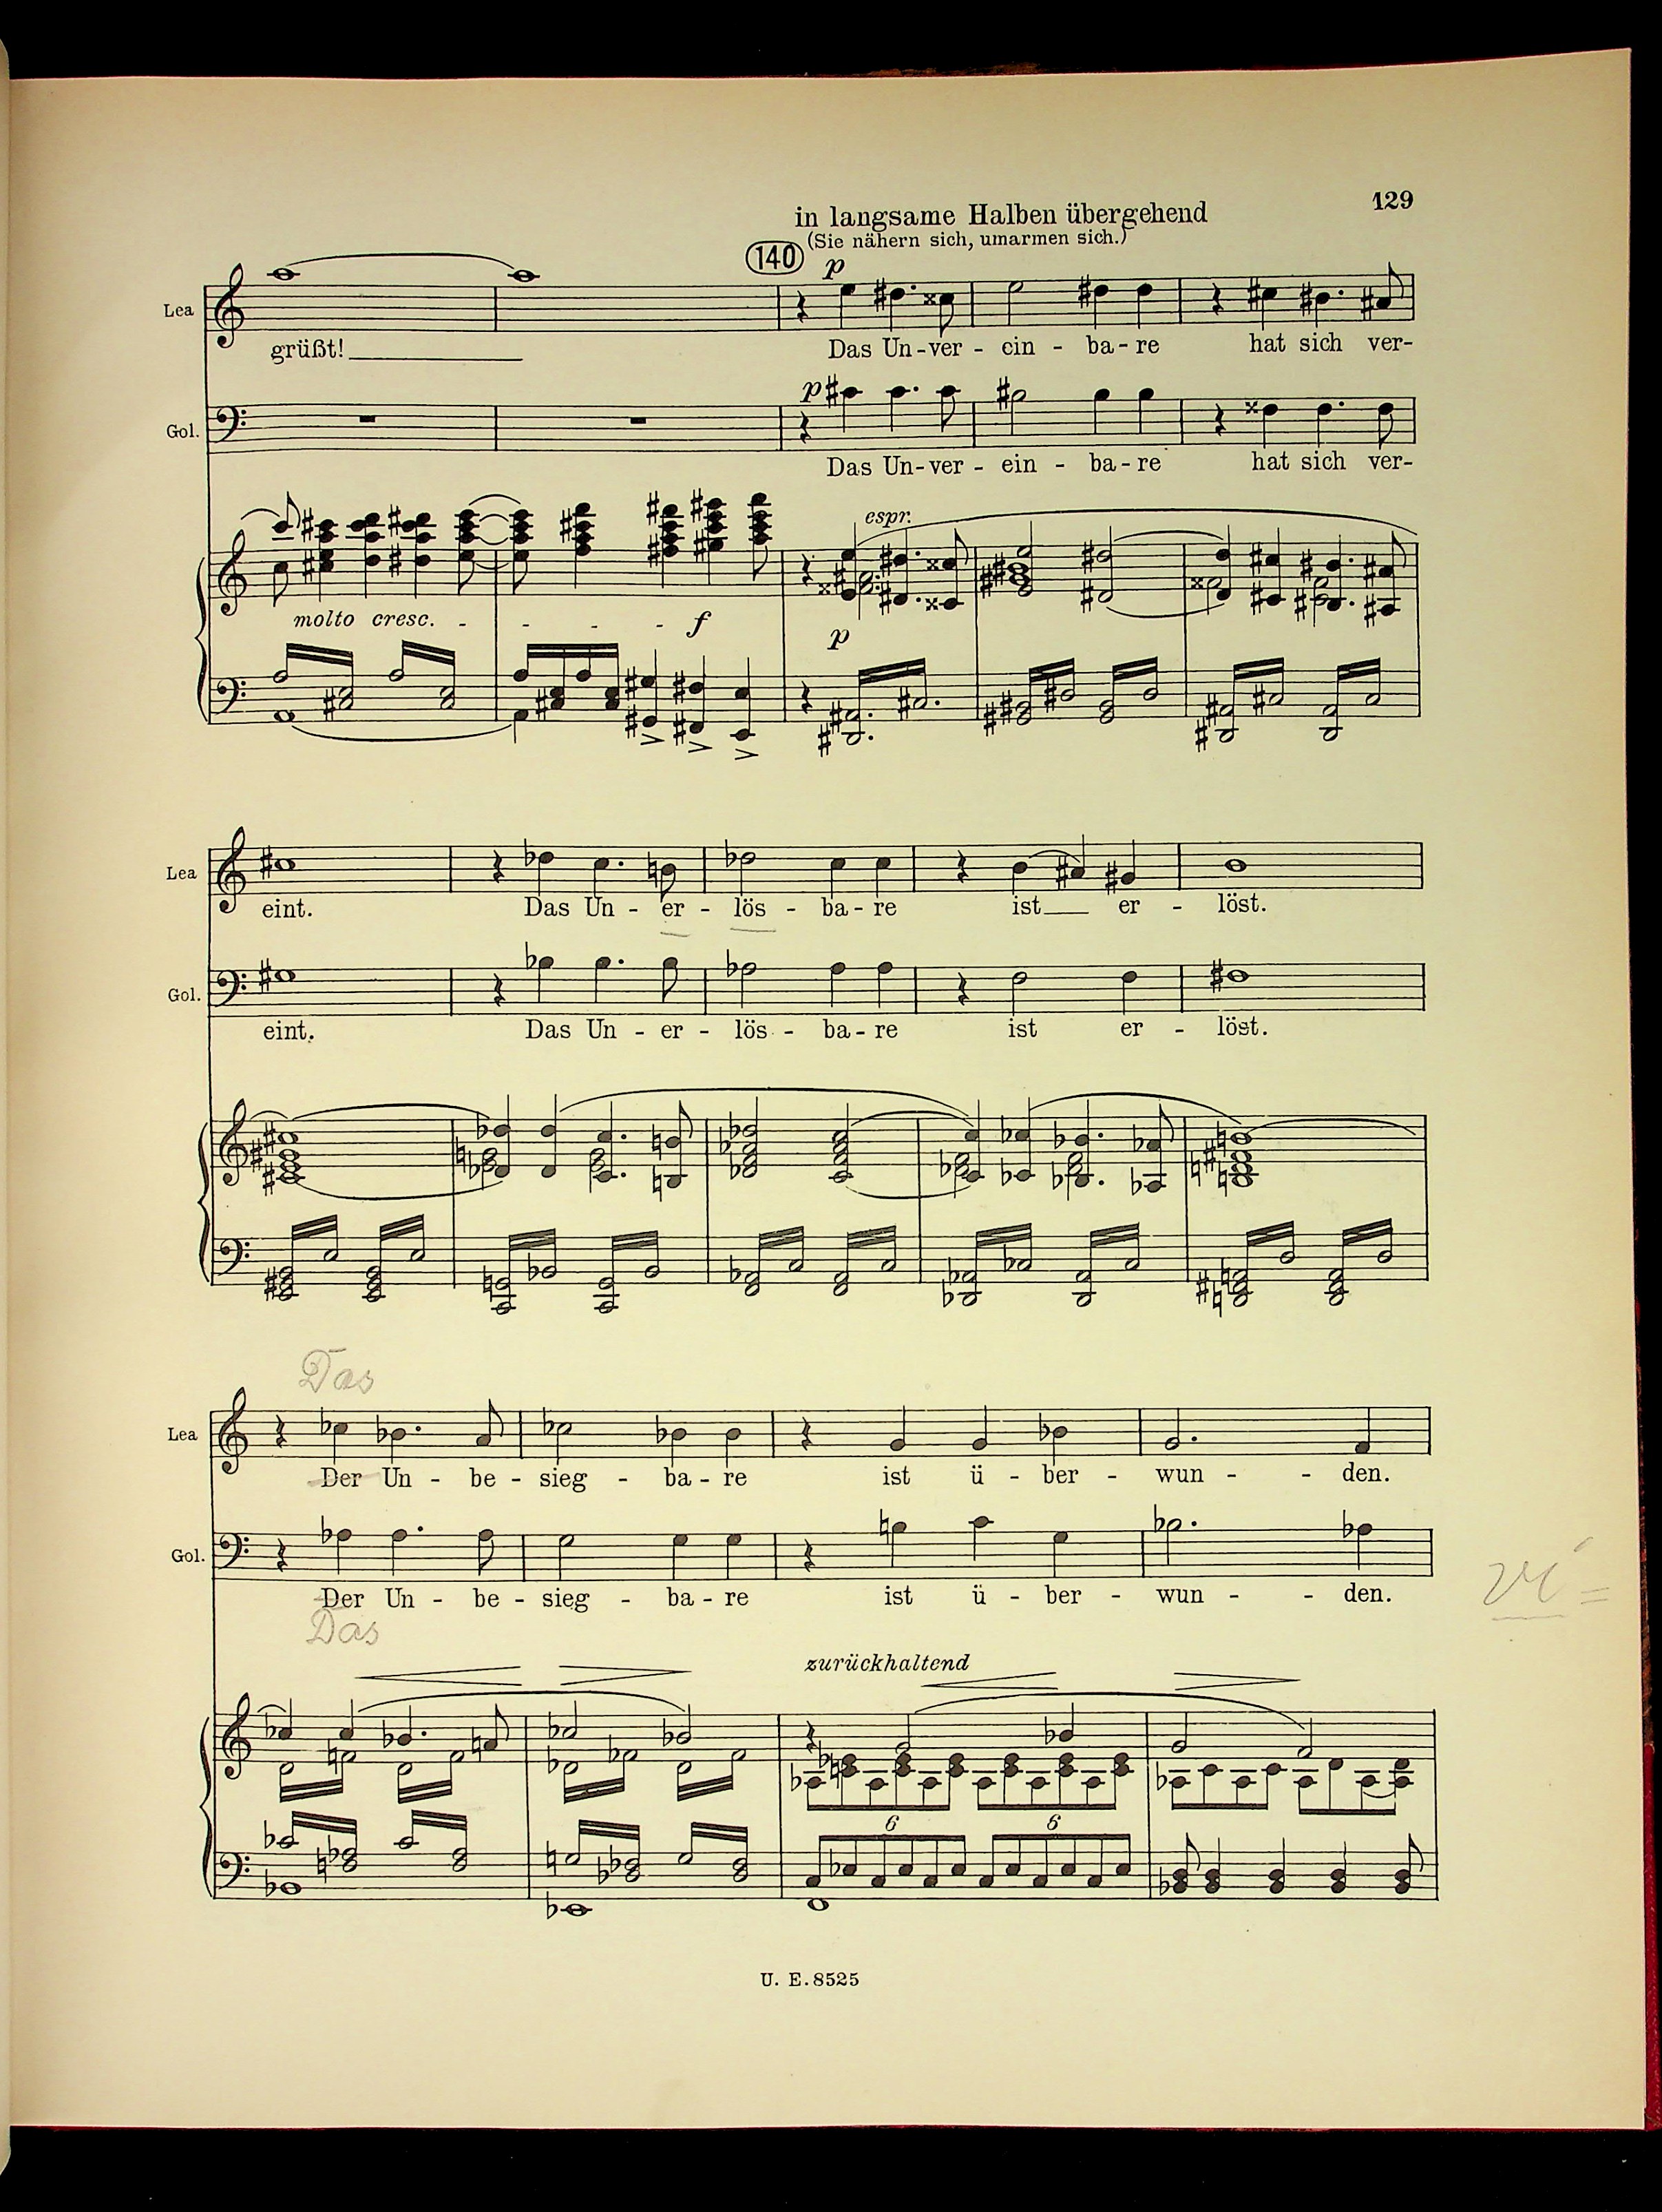 129
in langsame Halben übergehend
140 (Sie nähern sich, umarmen sich.)
p
Lea
grüßt! Das Un-ver - ein - ba - re hat sich ver-
p
Gol.
Das Un-ver - ein - ba - re hat sich ver-
espr.
molto cresc. - - - - f p
Lea
eint. Das Un - er - lös - ba - re ist er - löst.
Gol.
eint. Das Un - er - lös - ba - re ist er - löst.
Das
Lea
Der Un - be - sieg - ba - re ist ü - ber - wun - - den.
Gol.
Der Un - be - sieg - ba - re ist ü - ber - wun - - den.
Das
zurückhaltend
6 6
U. E. 8525